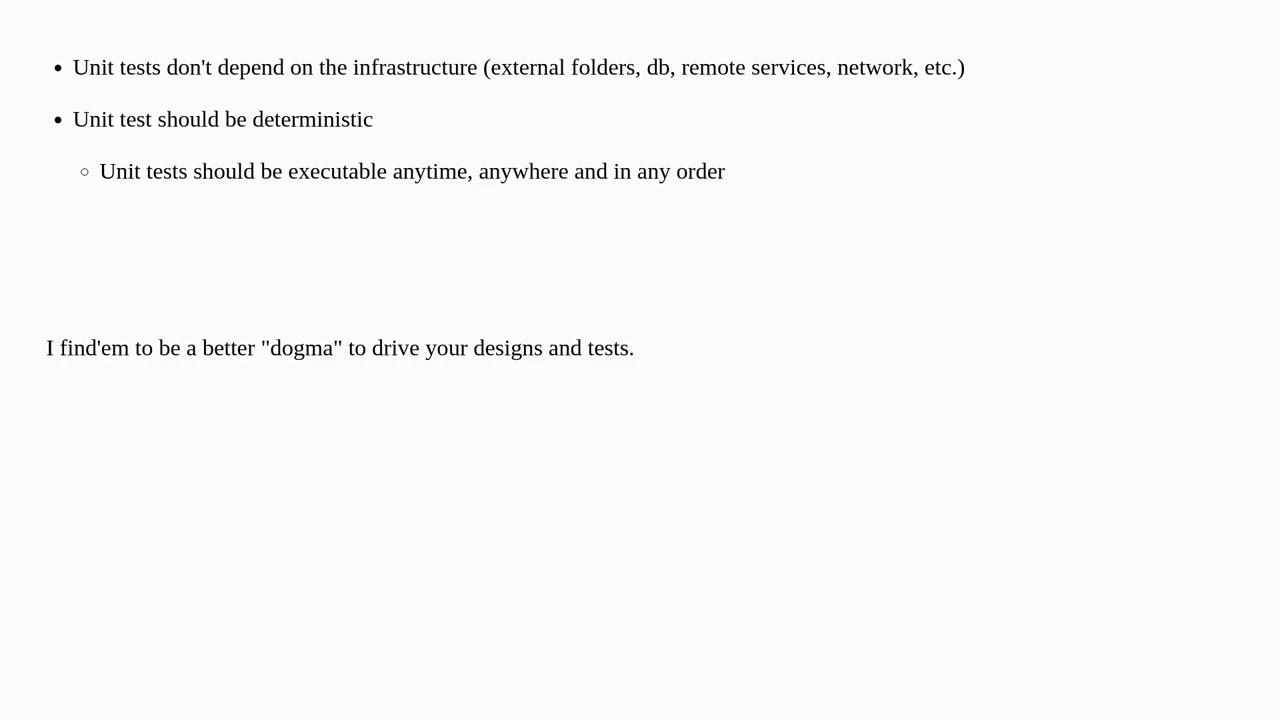 Unit tests don't depend on the infrastructure (external folders, db, remote services, network, etc.)
Unit test should be deterministic
Unit tests should be executable anytime, anywhere and in any order
I find'em to be a better "dogma" to drive your designs and tests.